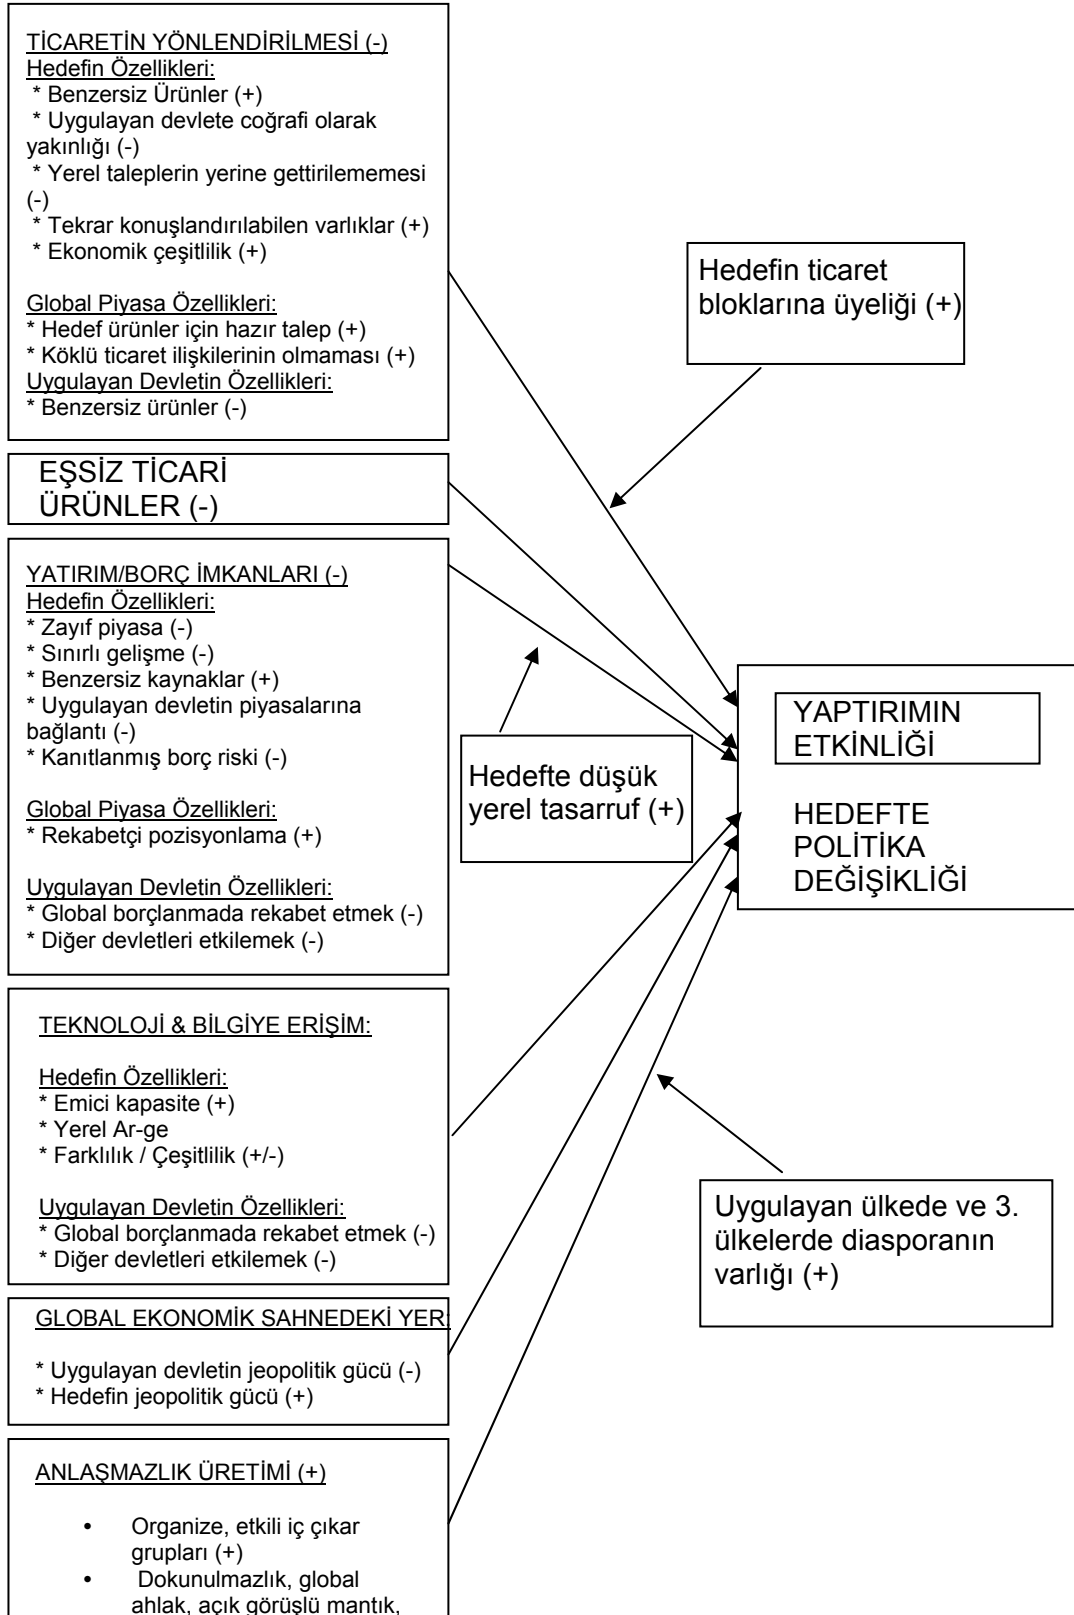 TİCARETİN YÖNLENDİRİLMESİ (-)
Hedefin Özellikleri:
* Benzersiz Ürünler (+)
* Uygulayan devlete coğrafi olarak
yakınlığı (-)
* Yerel taleplerin yerine gettirilememesi
(-)
* Tekrar konuşlandırılabilen varlıklar (+)
* Ekonomik çeşitlilik (+)
Global Piyasa Özellikleri:
* Hedef ürünler için hazır talep (+)
* Köklü ticaret ilişkilerinin olmaması (+)
Uygulayan Devletin Özellikleri:
* Benzersiz ürünler (-)
Hedefin ticaret
bloklarına üyeliği (+)
EŞSİZ TİCARİ
ÜRÜNLER (-)
YATIRIM/BORÇ İMKANLARI (-)
Hedefin Özellikleri:
* Zayıf piyasa (-)
* Sınırlı gelişme (-)
* Benzersiz kaynaklar (+)
* Uygulayan devletin piyasalarına
bağlantı (-)
* Kanıtlanmış borç riski (-)
Global Piyasa Özellikleri:
* Rekabetçi pozisyonlama (+)
Uygulayan Devletin Özellikleri:
* Global borçlanmada rekabet etmek (-)
* Diğer devletleri etkilemek (-)
Hedefte düşük
yerel tasarruf (+)
YAPTIRIMIN
ETKİNLİĞİ
HEDEFTE
POLİTİKA
DEĞİŞİKLİĞİ
TEKNOLOJİ & BİLGİYE ERİŞİM:
Hedefin Özellikleri:
* Emici kapasite (+)
* Yerel Ar-ge
* Farklılık / Çeşitlilik (+/-)
Uygulayan Devletin Özellikleri:
* Global borçlanmada rekabet etmek (-)
* Diğer devletleri etkilemek (-)
Uygulayan ülkede ve 3.
ülkelerde diasporanın
varlığı (+)
GLOBAL EKONOMİK SAHNEDEKİ YER:
* Uygulayan devletin jeopolitik gücü (-)
* Hedefin jeopolitik gücü (+)
ANLAŞMAZLIK ÜRETİMİ (+)
• Organize, etkili iç çıkar
grupları (+)
• Dokunulmazlık, global
ahlak, açık görüşlü mantık,